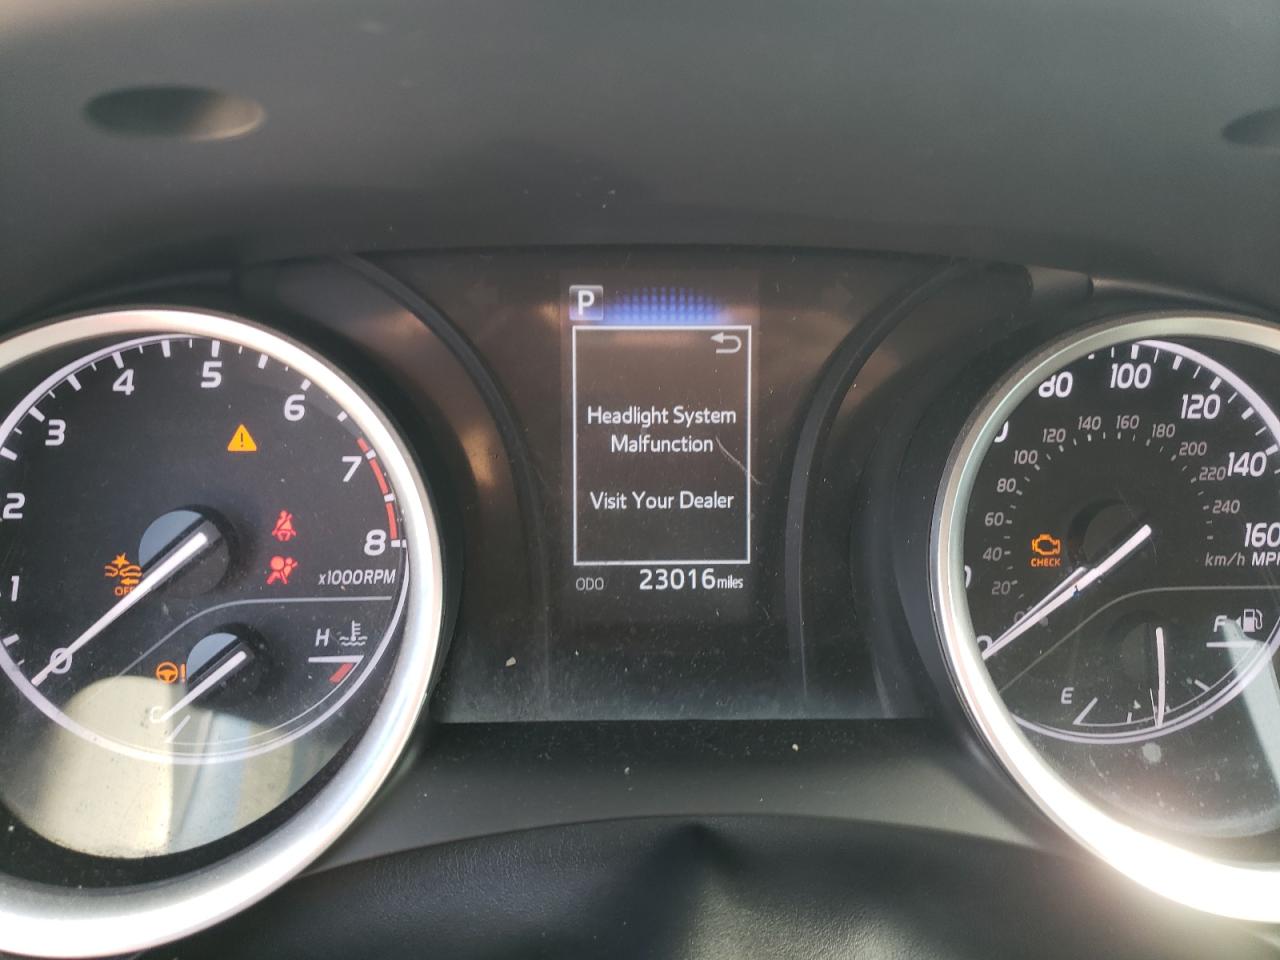 P
Headlight System
Malfunction
Visit Your Dealer
ODO 23016 miles
0
1
2
3
4
5
6
7
8
x1000RPM
OFF
H
C
80
100
120
140
160
MPH
20
40
60
80
100
120
140
160
180
200
220
240
km/h
CHECK
E
F